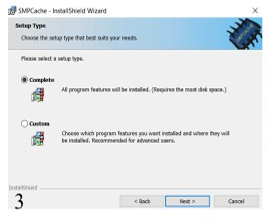 SMPCache - InstallShield Wizard
Setup Type
Choose the setup type that best suits your needs.
Please select a setup type.
Complete
All program features will be installed. (Requires the most disk space.)
Custom
Choose which program features you want installed and where they will
be installed. Recommended for advanced users.
InstallShield
3
< Back
Next >
Cancel